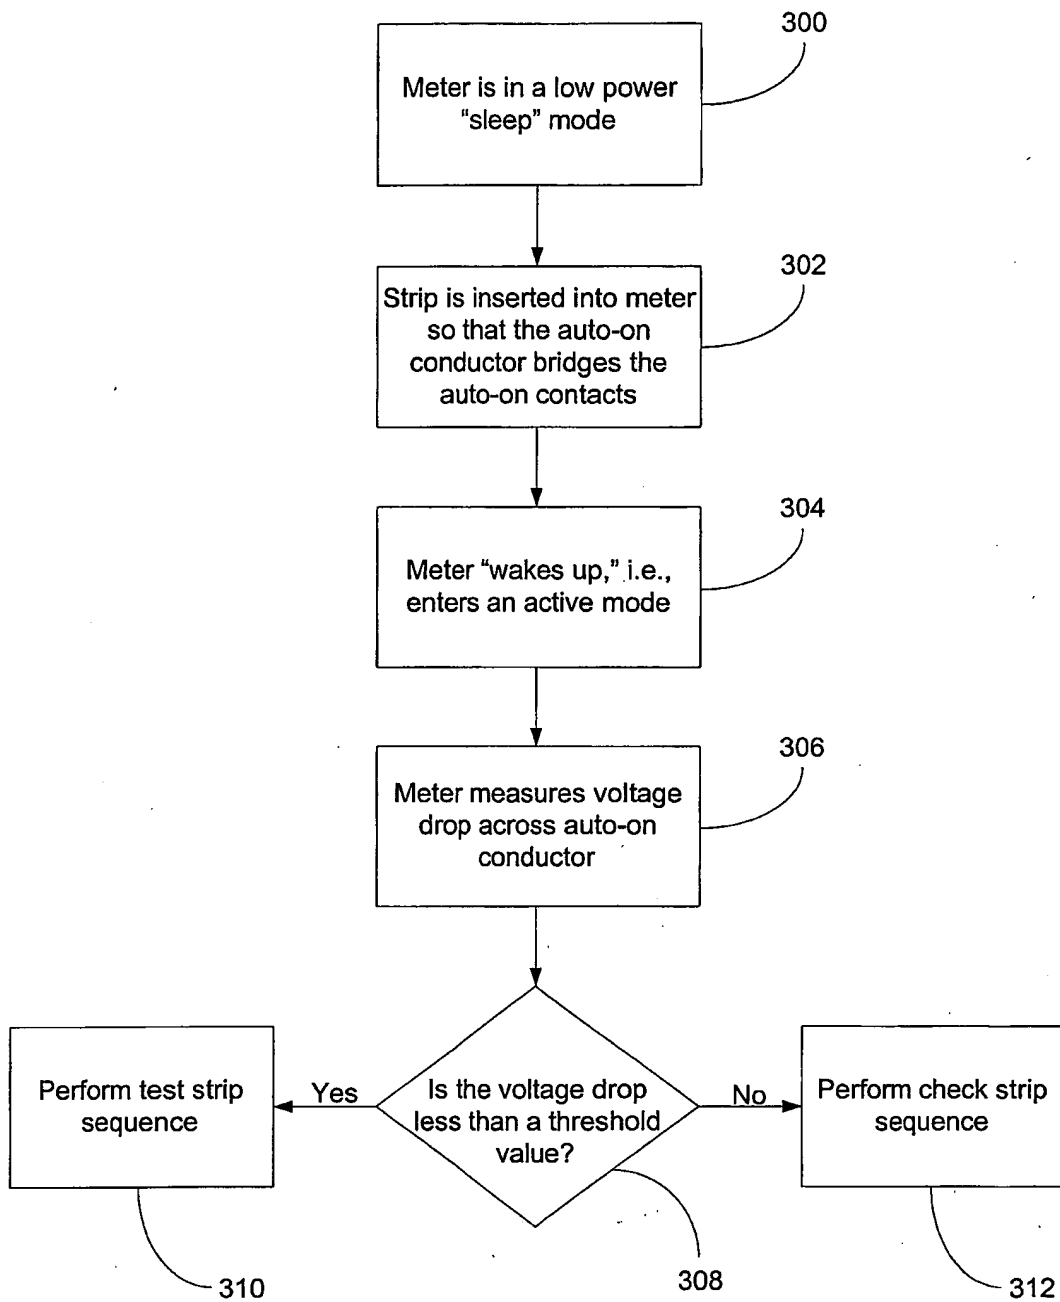 300
Meter is in a low power
“sleep” mode
302
Strip is inserted into meter
so that the auto-on
conductor bridges the
auto-on contacts
304
Meter “wakes up,” i.e.,
enters an active mode
306
Meter measures voltage
drop across auto-on
conductor
Perform test strip
sequence
Yes
Is the voltage drop
less than a threshold
value?
No
Perform check strip
sequence
310
308
312